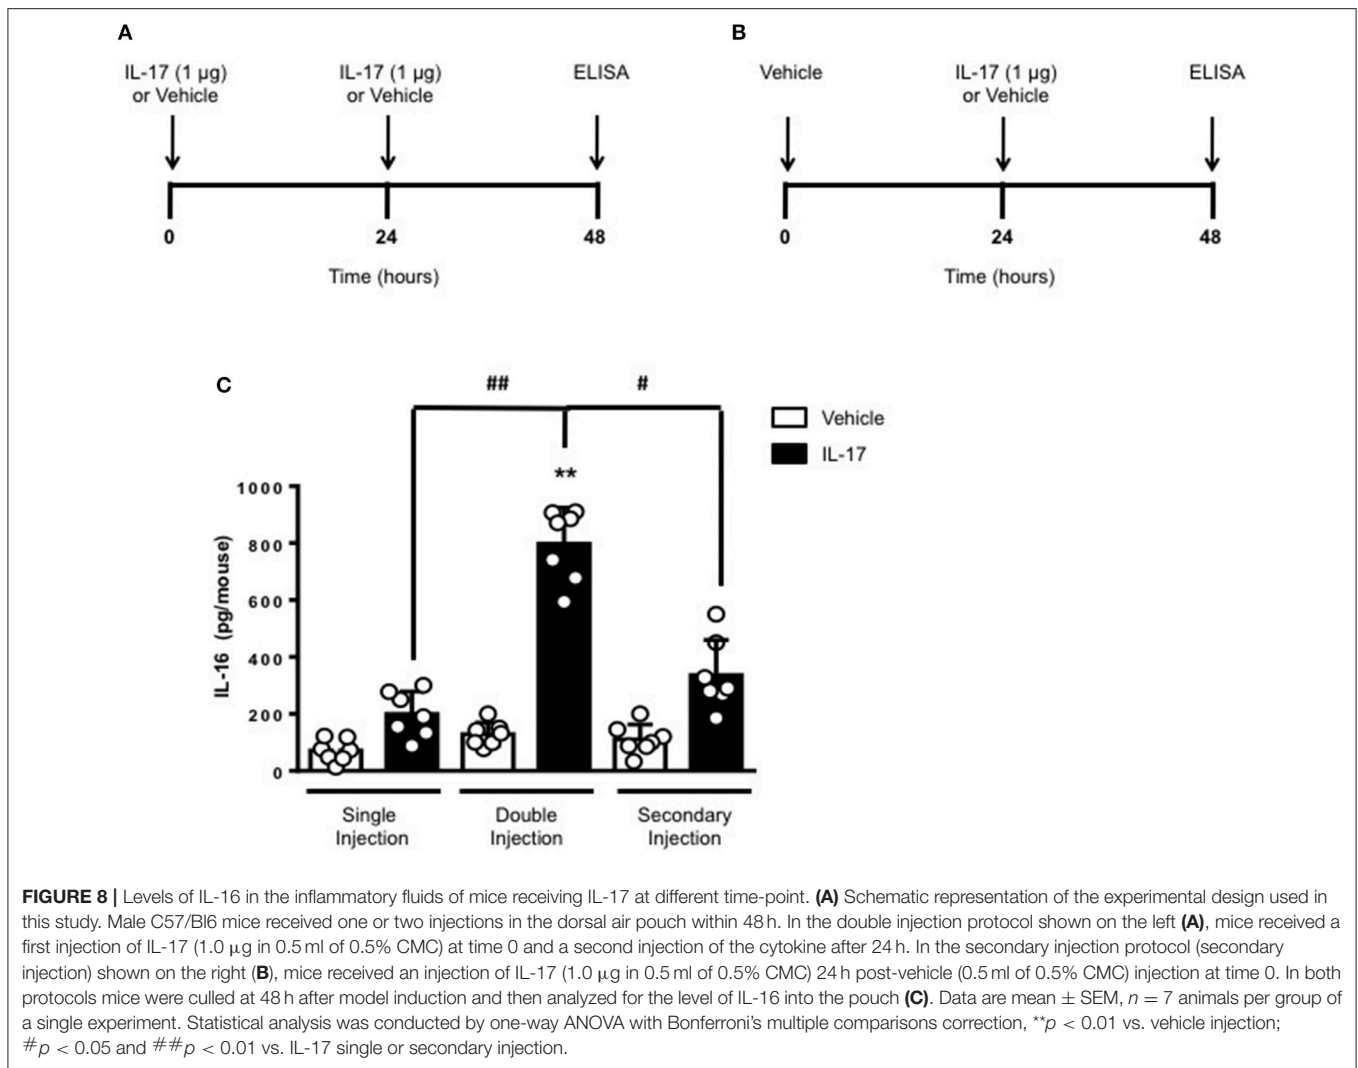 A
IL-17 (1 µg)
or Vehicle
IL-17 (1 µg)
or Vehicle
ELISA
0
24
48
Time (hours)
B
Vehicle
IL-17 (1 µg)
or Vehicle
ELISA
0
24
48
Time (hours)
C
##
#
**
Vehicle
IL-17
IL-16 (pg/mouse)
1000
800
600
400
200
0
Single
Injection
Double
Injection
Secondary
Injection
FIGURE 8 | Levels of IL-16 in the inflammatory fluids of mice receiving IL-17 at different time-point. (A) Schematic representation of the experimental design used in
this study. Male C57/Bl6 mice received one or two injections in the dorsal air pouch within 48 h. In the double injection protocol shown on the left (A), mice received a
first injection of IL-17 (1.0 µg in 0.5 ml of 0.5% CMC) at time 0 and a second injection of the cytokine after 24 h. In the secondary injection protocol (secondary
injection) shown on the right (B), mice received an injection of IL-17 (1.0 µg in 0.5 ml of 0.5% CMC) 24 h post-vehicle (0.5 ml of 0.5% CMC) injection at time 0. In both
protocols mice were culled at 48 h after model induction and then analyzed for the level of IL-16 into the pouch (C). Data are mean ± SEM, n = 7 animals per group of
a single experiment. Statistical analysis was conducted by one-way ANOVA with Bonferroni's multiple comparisons correction, **p < 0.01 vs. vehicle injection;
#p < 0.05 and ##p < 0.01 vs. IL-17 single or secondary injection.